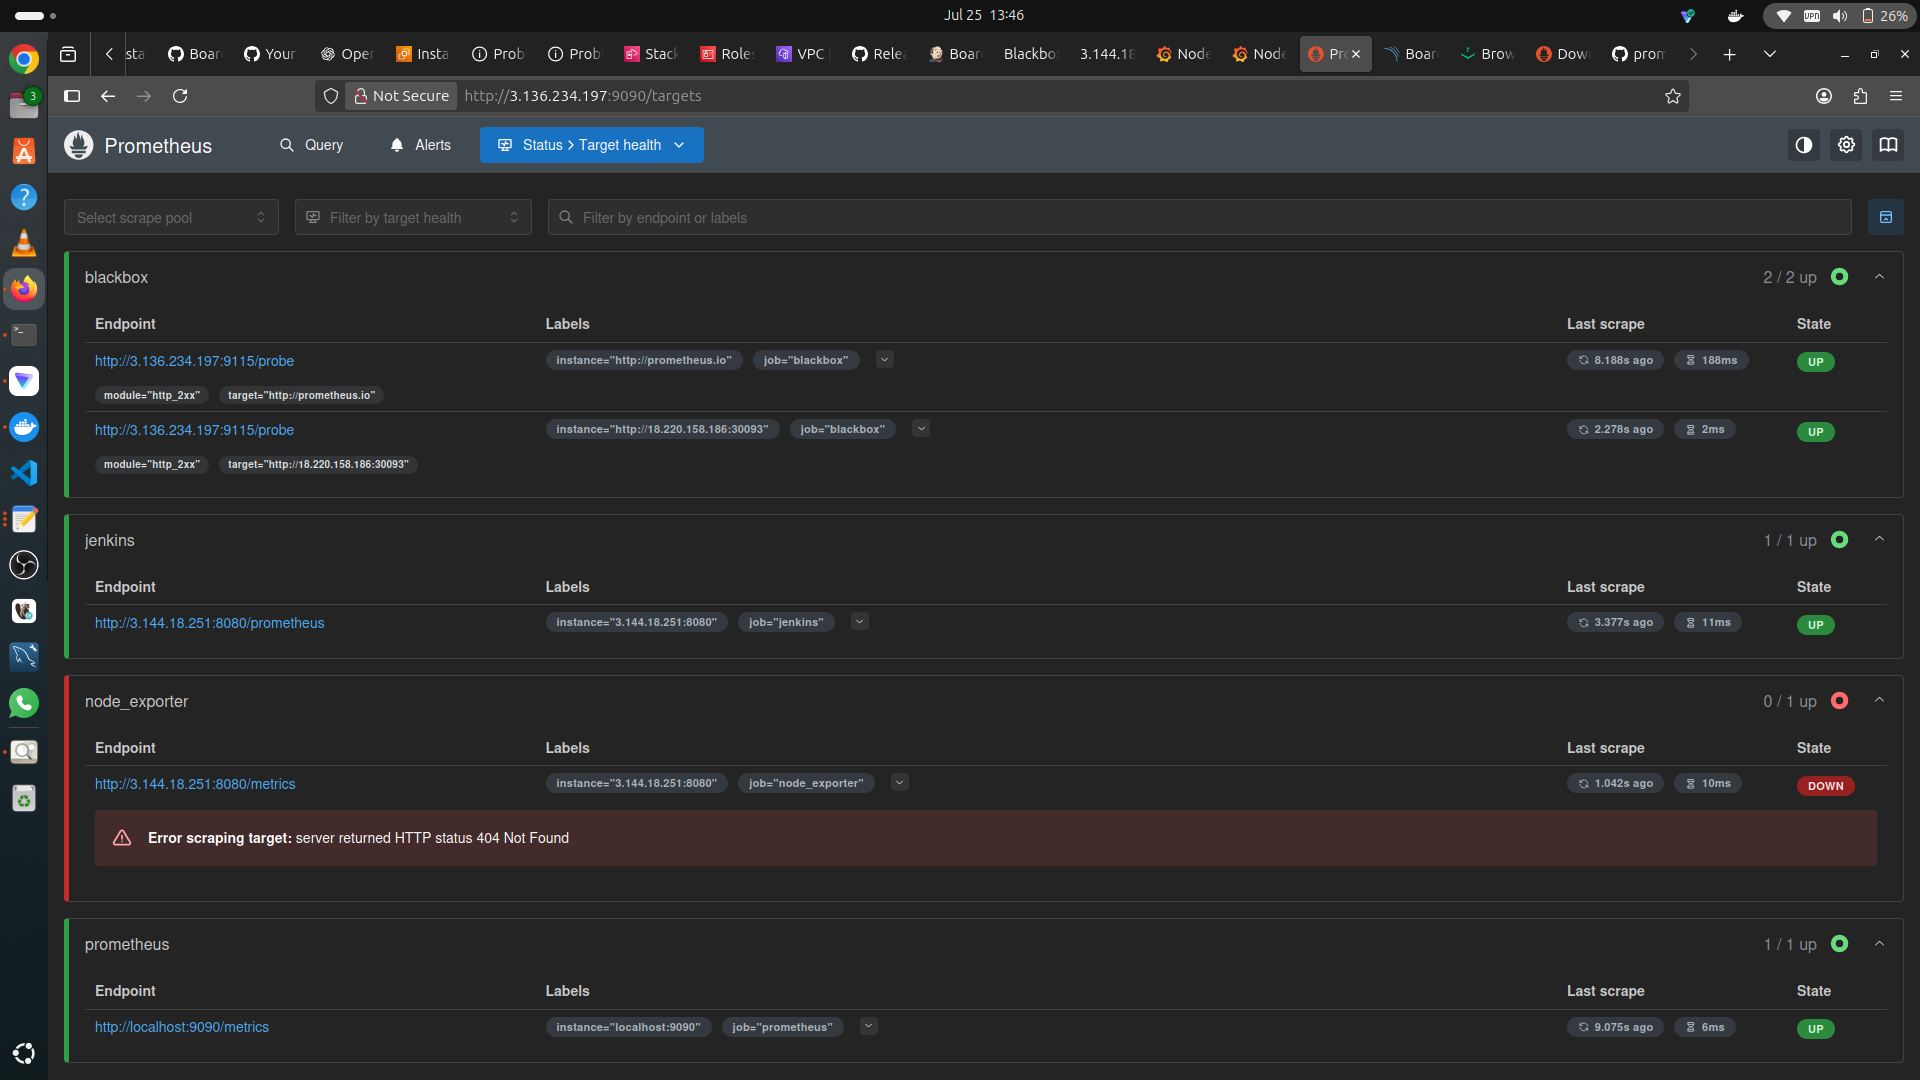 Jul 25 13:46
26%
3
sta
Boar
Your
Oper
Insta
Prob
Prob
Stack
Roles
VPC
Relea
Boar
Blackbo
3.144.18
Node
Node
Pro
Boar
Brow
Dow
prom
Not Secure
http://3.136.234.197:9090/targets
Prometheus
Query
Alerts
Status > Target health
Select scrape pool
Filter by target health
Filter by endpoint or labels
blackbox
2 / 2 up
Endpoint Labels Last scrape State
http://3.136.234.197:9115/probe instance="http://prometheus.io" job="blackbox" 8.188s ago 188ms UP
module="http_2xx" target="http://prometheus.io"
http://3.136.234.197:9115/probe instance="http://18.220.158.186:30093" job="blackbox" 2.278s ago 2ms UP
module="http_2xx" target="http://18.220.158.186:30093"
jenkins
1 / 1 up
Endpoint Labels Last scrape State
http://3.144.18.251:8080/prometheus instance="3.144.18.251:8080" job="jenkins" 3.377s ago 11ms UP
node_exporter
0 / 1 up
Endpoint Labels Last scrape State
http://3.144.18.251:8080/metrics instance="3.144.18.251:8080" job="node_exporter" 1.042s ago 10ms DOWN
Error scraping target: server returned HTTP status 404 Not Found
prometheus
1 / 1 up
Endpoint Labels Last scrape State
http://localhost:9090/metrics instance="localhost:9090" job="prometheus" 9.075s ago 6ms UP